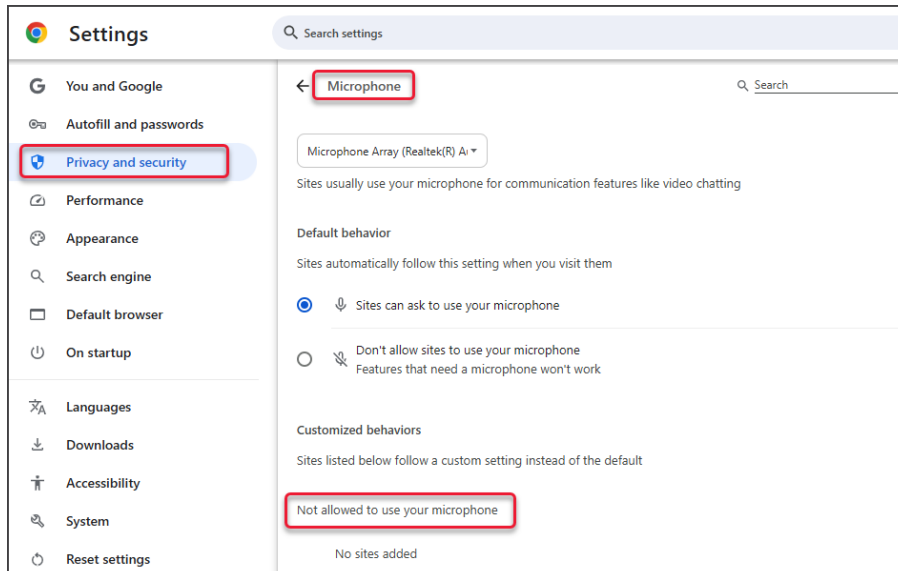 Settings
Search settings
You and Google
Autofill and passwords
Privacy and security
Performance
Appearance
Search engine
Default browser
On startup
Languages
Downloads
Accessibility
System
Reset settings
Microphone
Search
Microphone Array (Realtek(R) Au
Sites usually use your microphone for communication features like video chatting
Default behavior
Sites automatically follow this setting when you visit them
Sites can ask to use your microphone
Don't allow sites to use your microphone
Features that need a microphone won't work
Customized behaviors
Sites listed below follow a custom setting instead of the default
Not allowed to use your microphone
No sites added